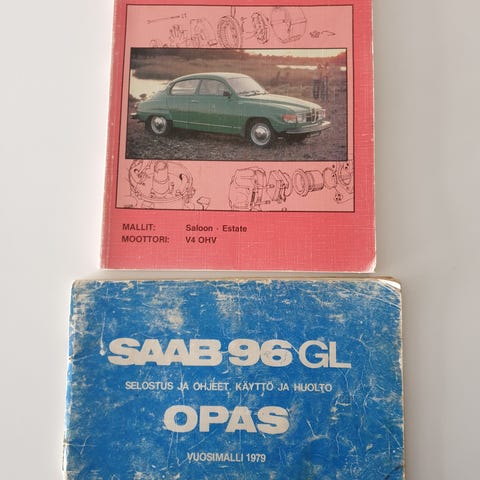 MALLIT: Saloon · Estate
MOOTTORI: V4 OHV
SAAB 96 GL
SELOSTUS JA OHJEET, KÄYTTÖ JA HUOLTO
OPAS
VUOSIMALLI 1979